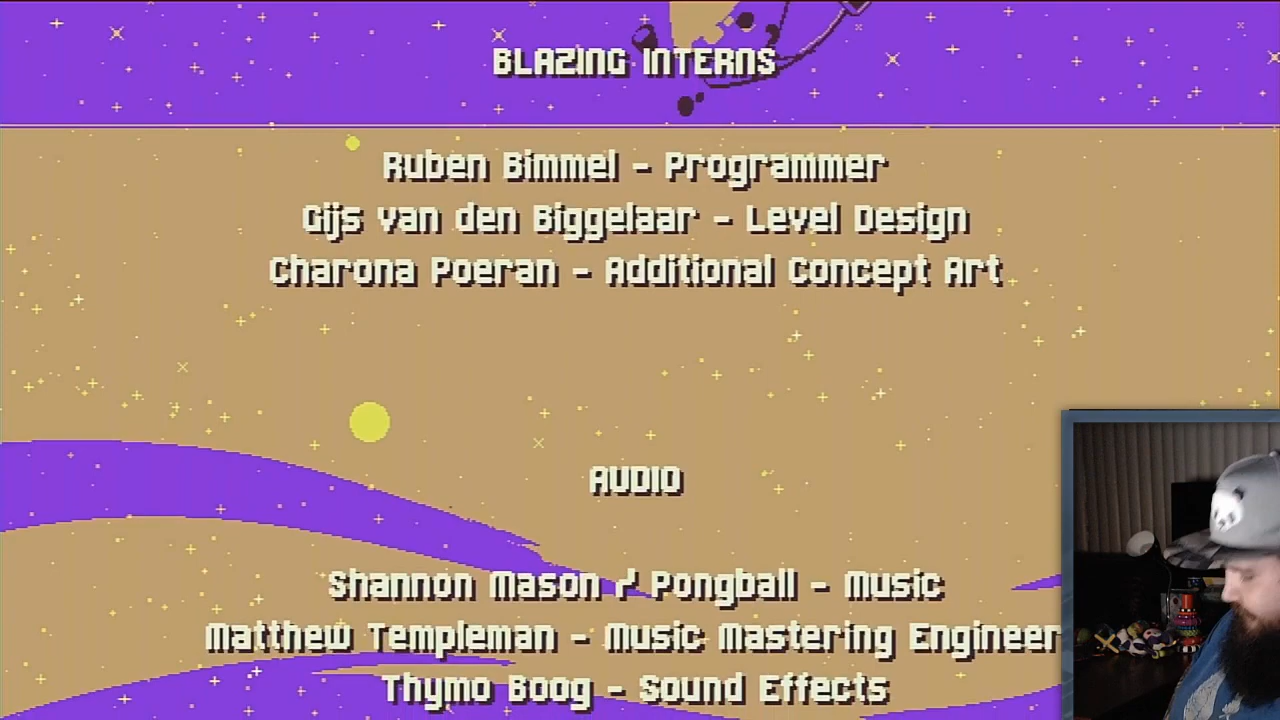 BLAZING INTERNS
Ruben Bimmel - Programmer
Gijs van den Biggelaar - Level Design
Charona Poeran - Additional Concept Art
AUDIO
Shannon Mason / Pongball - Music
Matthew Templeman - Music Mastering Engineer
Thymo Boog - Sound Effects